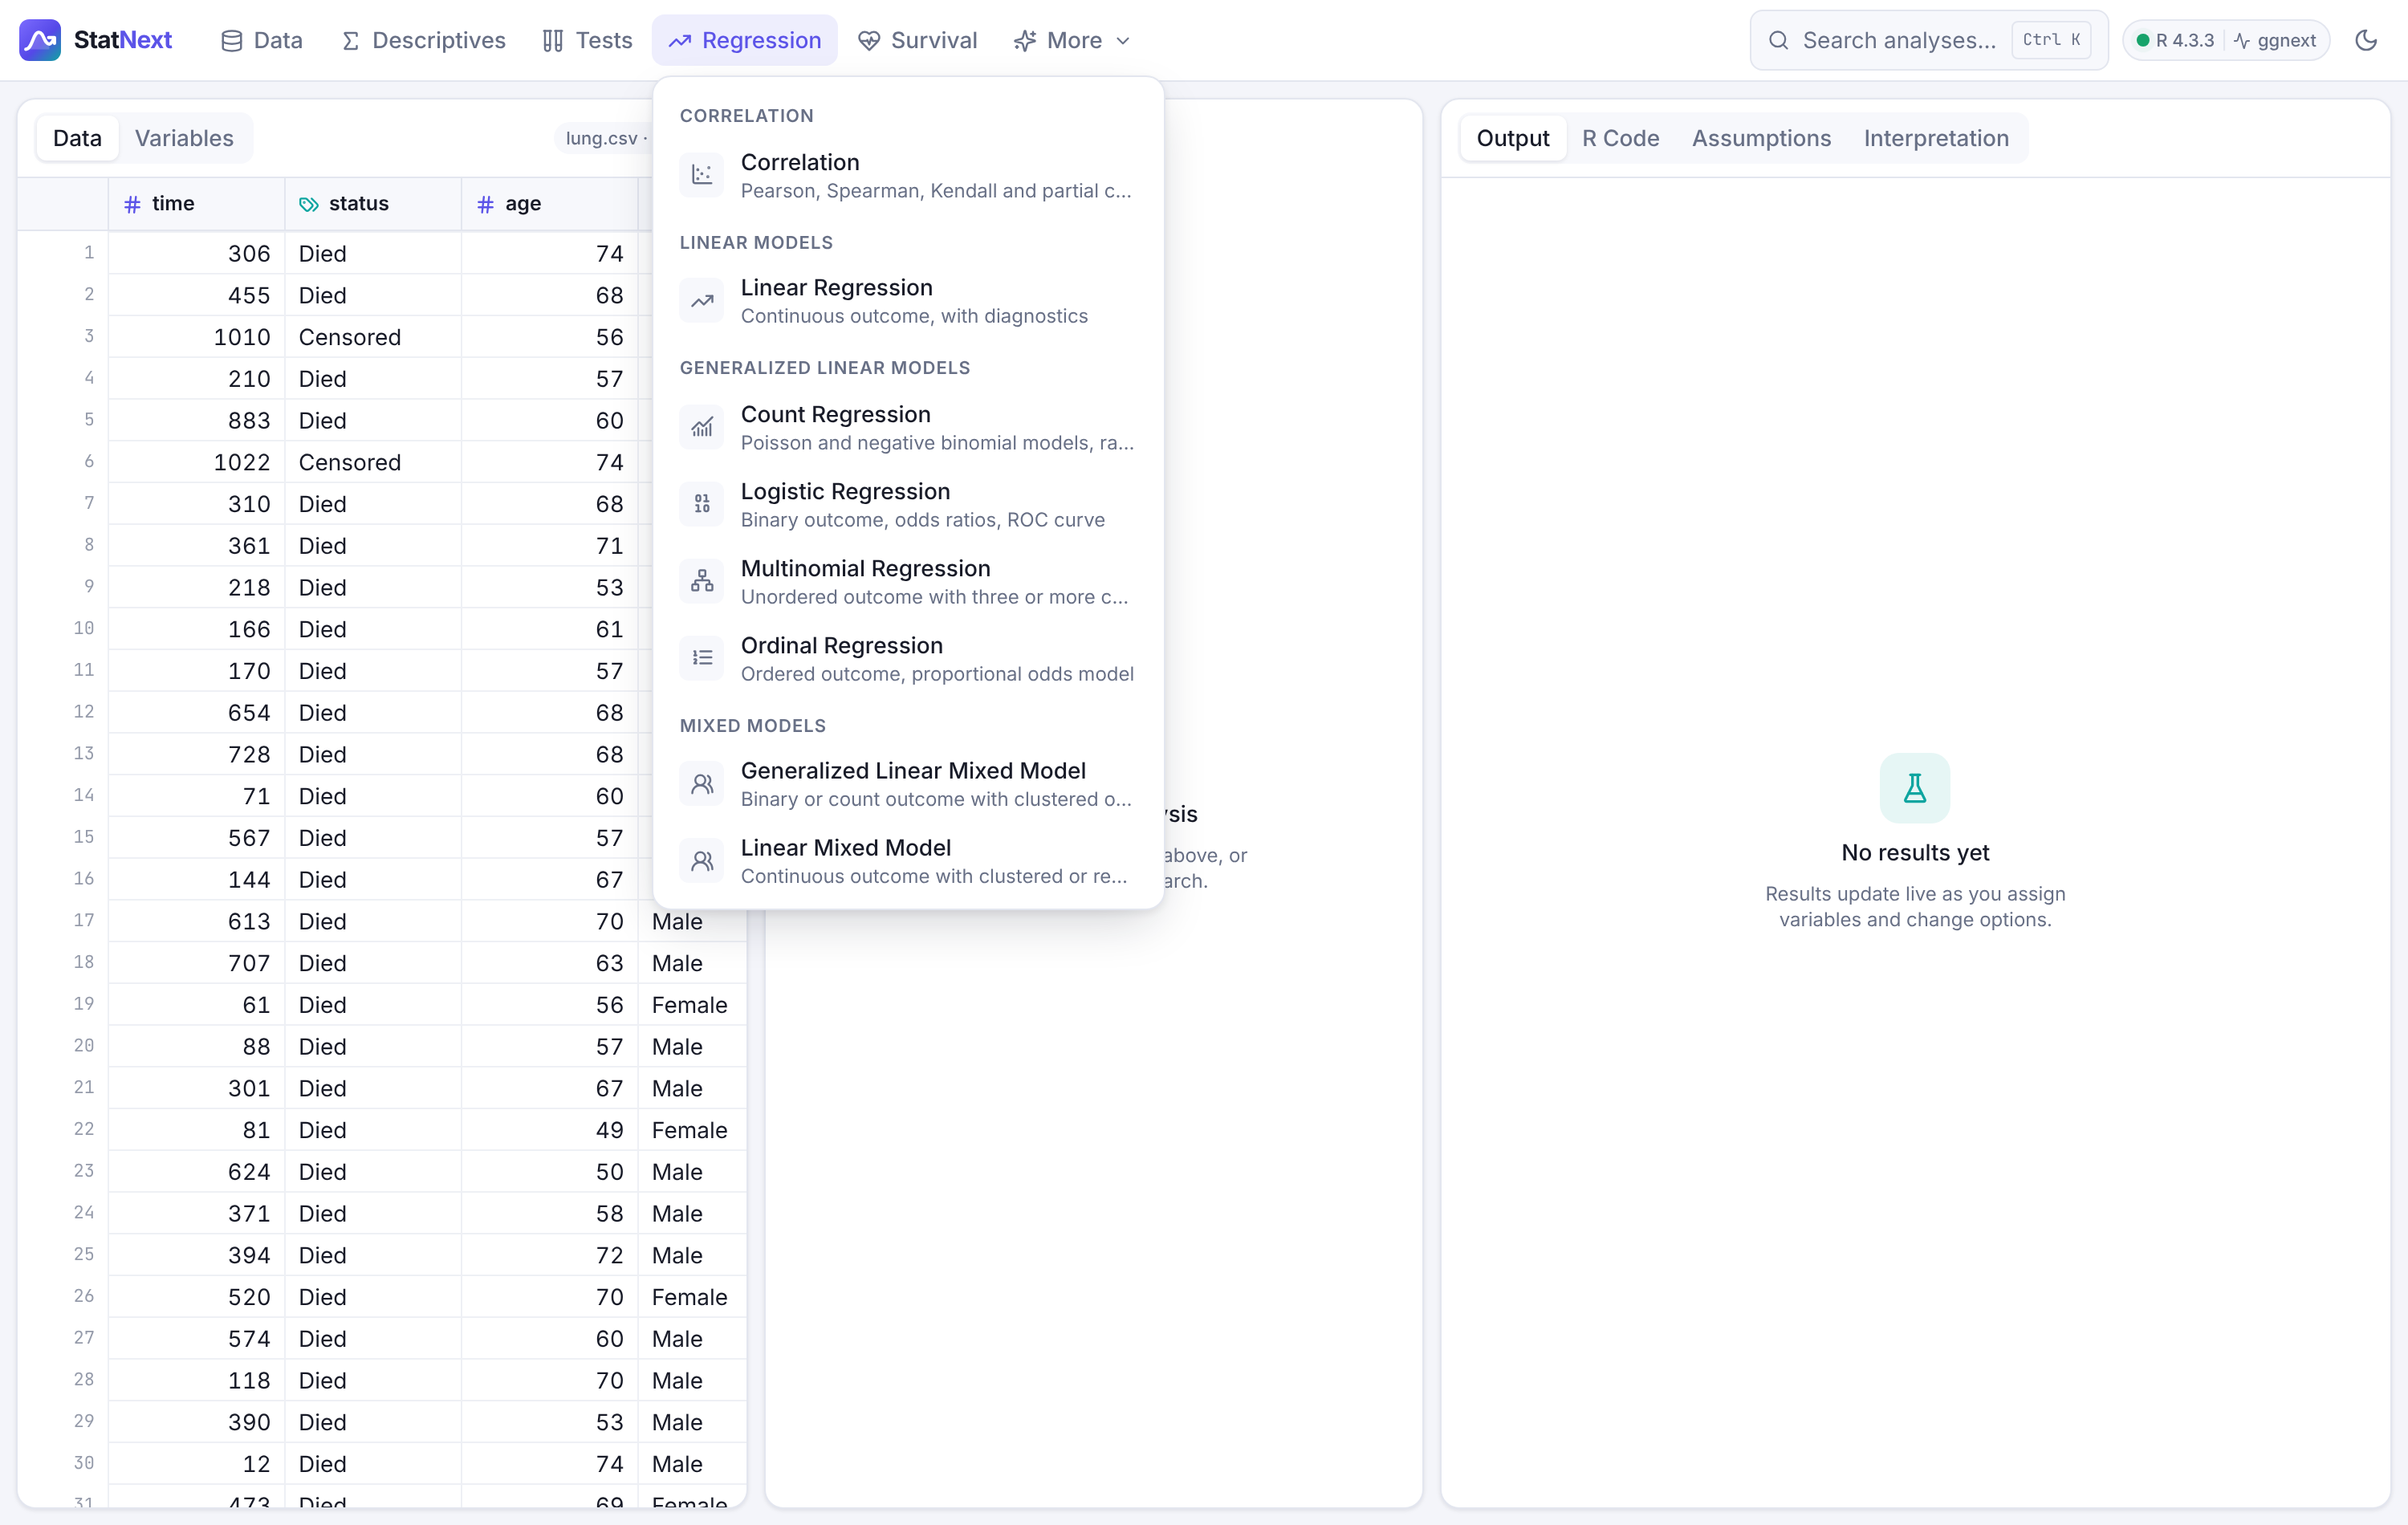 StatNext
Data
Descriptives
Tests
Regression
Survival
More
Search analyses...
Ctrl K
R 4.3.3
ggnext
Data
Variables
lung.csv ·
time
status
age
1 306 Died 74
2 455 Died 68
3 1010 Censored 56
4 210 Died 57
5 883 Died 60
6 1022 Censored 74
7 310 Died 68
8 361 Died 71
9 218 Died 53
10 166 Died 61
11 170 Died 57
12 654 Died 68
13 728 Died 68
14 71 Died 60
15 567 Died 57
16 144 Died 67
17 613 Died 70 Male
18 707 Died 63 Male
19 61 Died 56 Female
20 88 Died 57 Male
21 301 Died 67 Male
22 81 Died 49 Female
23 624 Died 50 Male
24 371 Died 58 Male
25 394 Died 72 Male
26 520 Died 70 Female
27 574 Died 60 Male
28 118 Died 70 Male
29 390 Died 53 Male
30 12 Died 74 Male
31 473 Died 69 Female
CORRELATION
Correlation
Pearson, Spearman, Kendall and partial c...
LINEAR MODELS
Linear Regression
Continuous outcome, with diagnostics
GENERALIZED LINEAR MODELS
Count Regression
Poisson and negative binomial models, ra...
Logistic Regression
Binary outcome, odds ratios, ROC curve
Multinomial Regression
Unordered outcome with three or more c...
Ordinal Regression
Ordered outcome, proportional odds model
MIXED MODELS
Generalized Linear Mixed Model
Binary or count outcome with clustered o...
Linear Mixed Model
Continuous outcome with clustered or re...
above, or
Output
R Code
Assumptions
Interpretation
No results yet
Results update live as you assign
variables and change options.